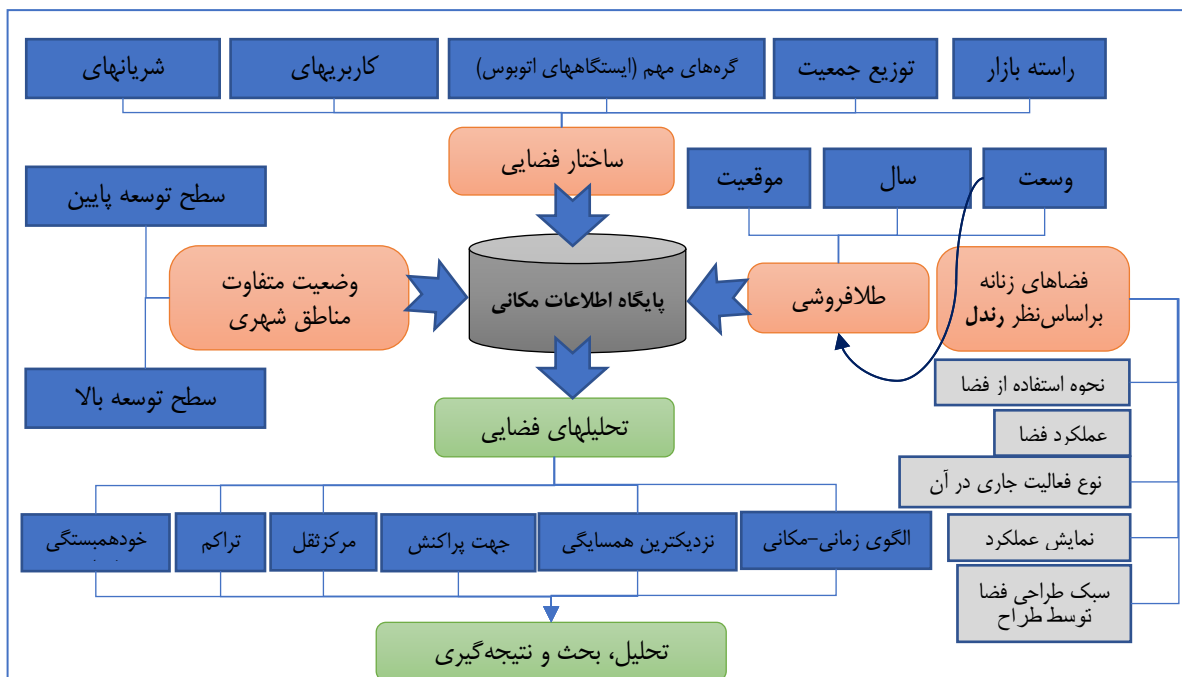 راسته بازار
توزیع جمعیت
گره‌های مهم (ایستگاههای اتوبوس)
کاربریهای
شریانهای
ساختار فضایی
وسعت
سال
موقعیت
سطح توسعه پایین
فضاهای زنانه
براساس‌نظر رندل
طلافروشی
پایگاه اطلاعات مکانی
وضعیت متفاوت
مناطق شهری
نحوه استفاده از فضا
سطح توسعه بالا
تحلیلهای فضایی
عملکرد فضا
نوع فعالیت جاری در آن
الگوی زمانی-مکانی
نزدیکترین همسایگی
جهت پراکنش
مرکزثقل
تراکم
خودهمبستگی
نمایش عملکرد
سبک طراحی فضا
توسط طراح
تحلیل، بحث و نتیجه‌گیری